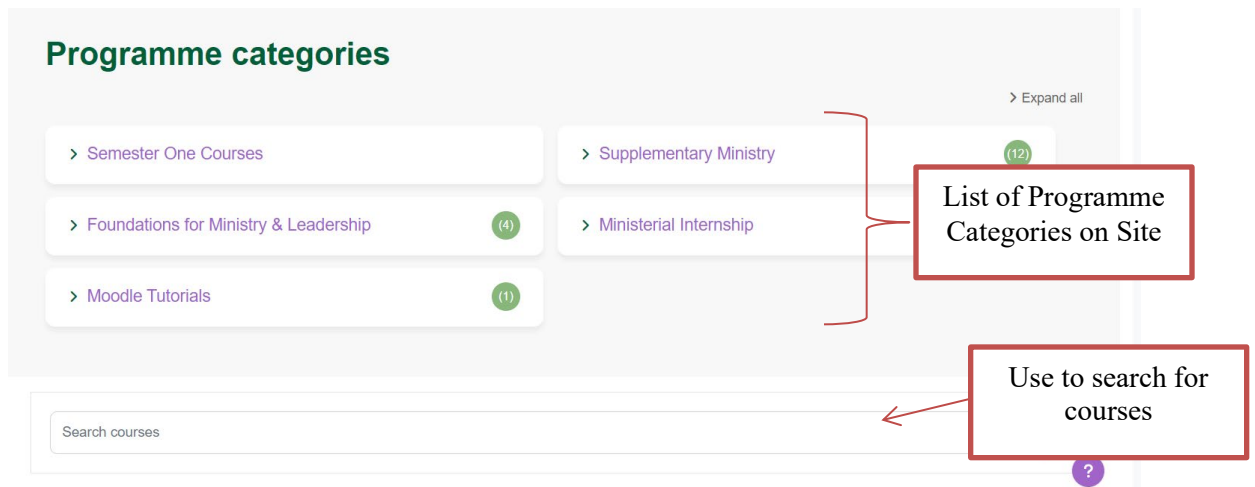 Programme categories
Expand all
Semester One Courses
Supplementary Ministry
(12)
Foundations for Ministry & Leadership
(4)
Ministerial Internship
Moodle Tutorials
(1)
List of Programme
Categories on Site
Use to search for
courses
Search courses
?